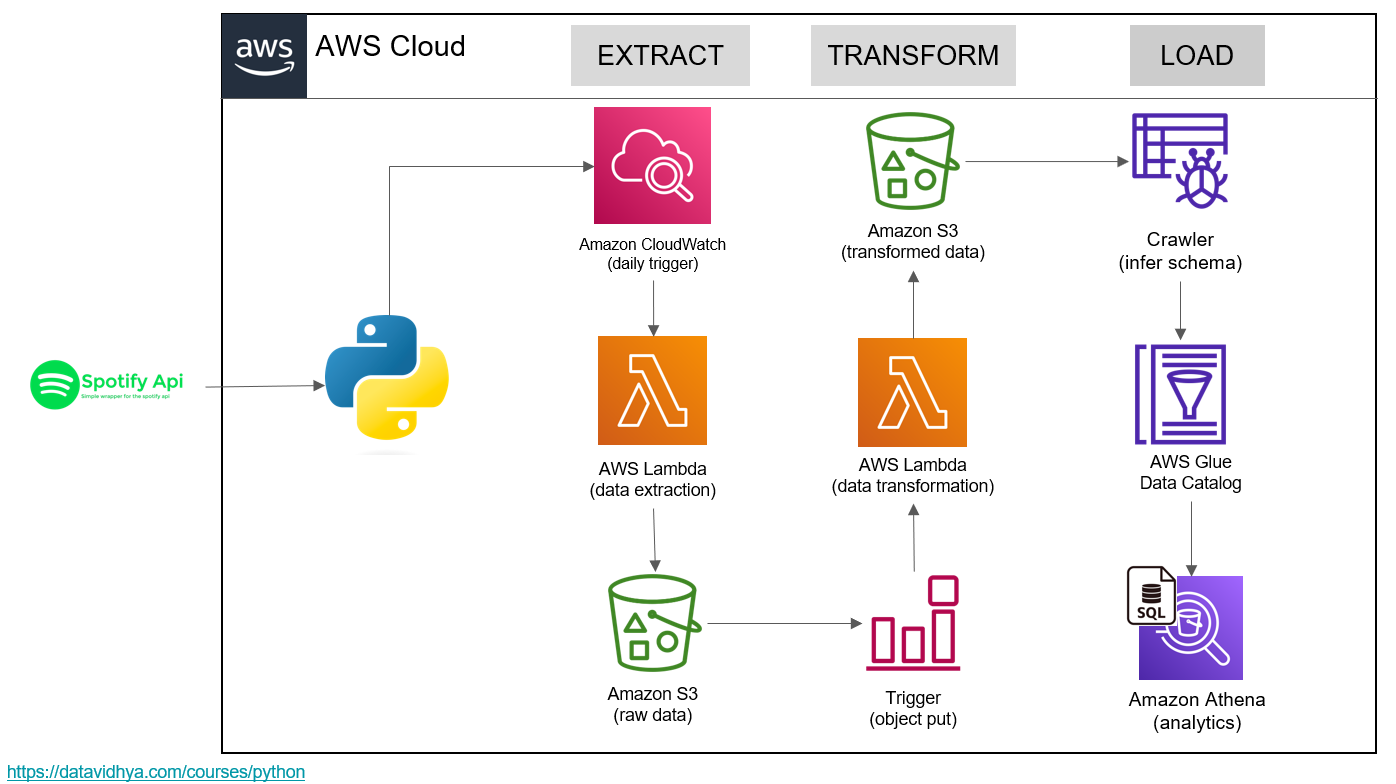 aws
AWS Cloud
EXTRACT
TRANSFORM
LOAD
Amazon CloudWatch
(daily trigger)
Amazon S3
(transformed data)
Crawler
(infer schema)
Spotify Api
Simple wrapper for the spotify api
AWS Lambda
(data extraction)
AWS Lambda
(data transformation)
AWS Glue
Data Catalog
SQL
Amazon S3
(raw data)
Trigger
(object put)
Amazon Athena
(analytics)
https://datavidhya.com/courses/python